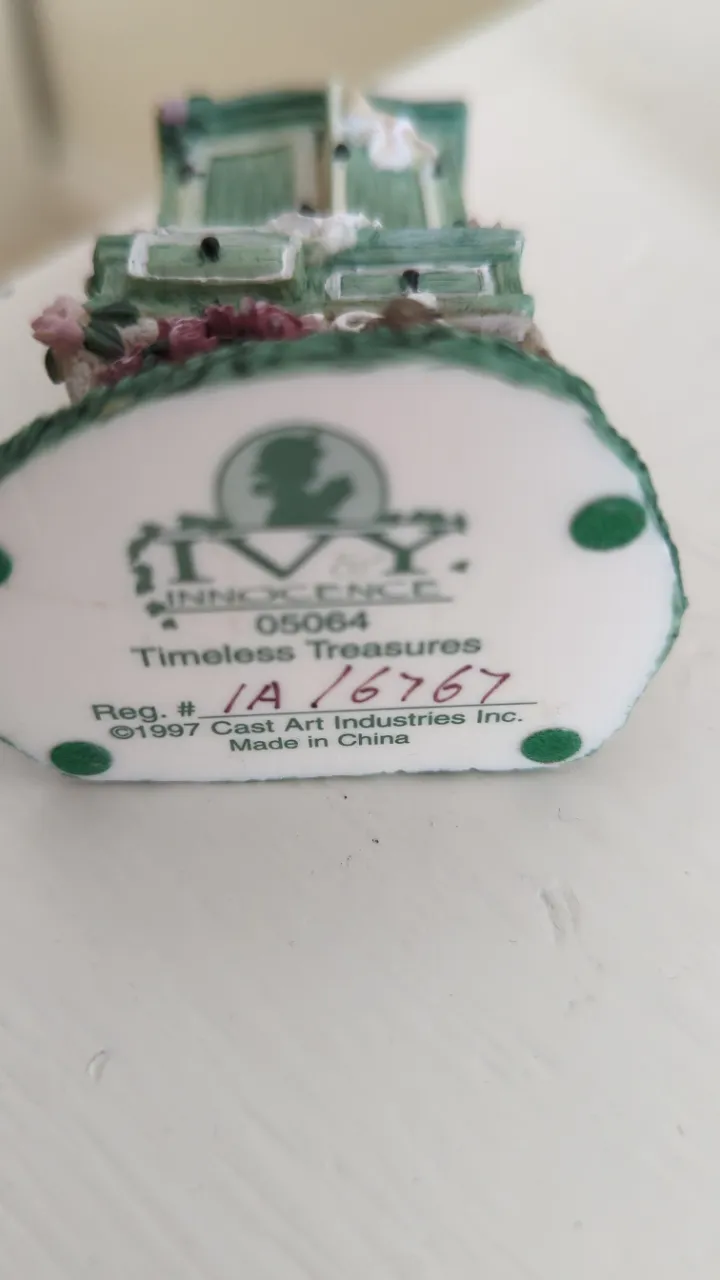 IVY &
INNOCENCE
05064
Timeless Treasures
Reg. # 1A 16767
©1997 Cast Art Industries Inc.
Made in China